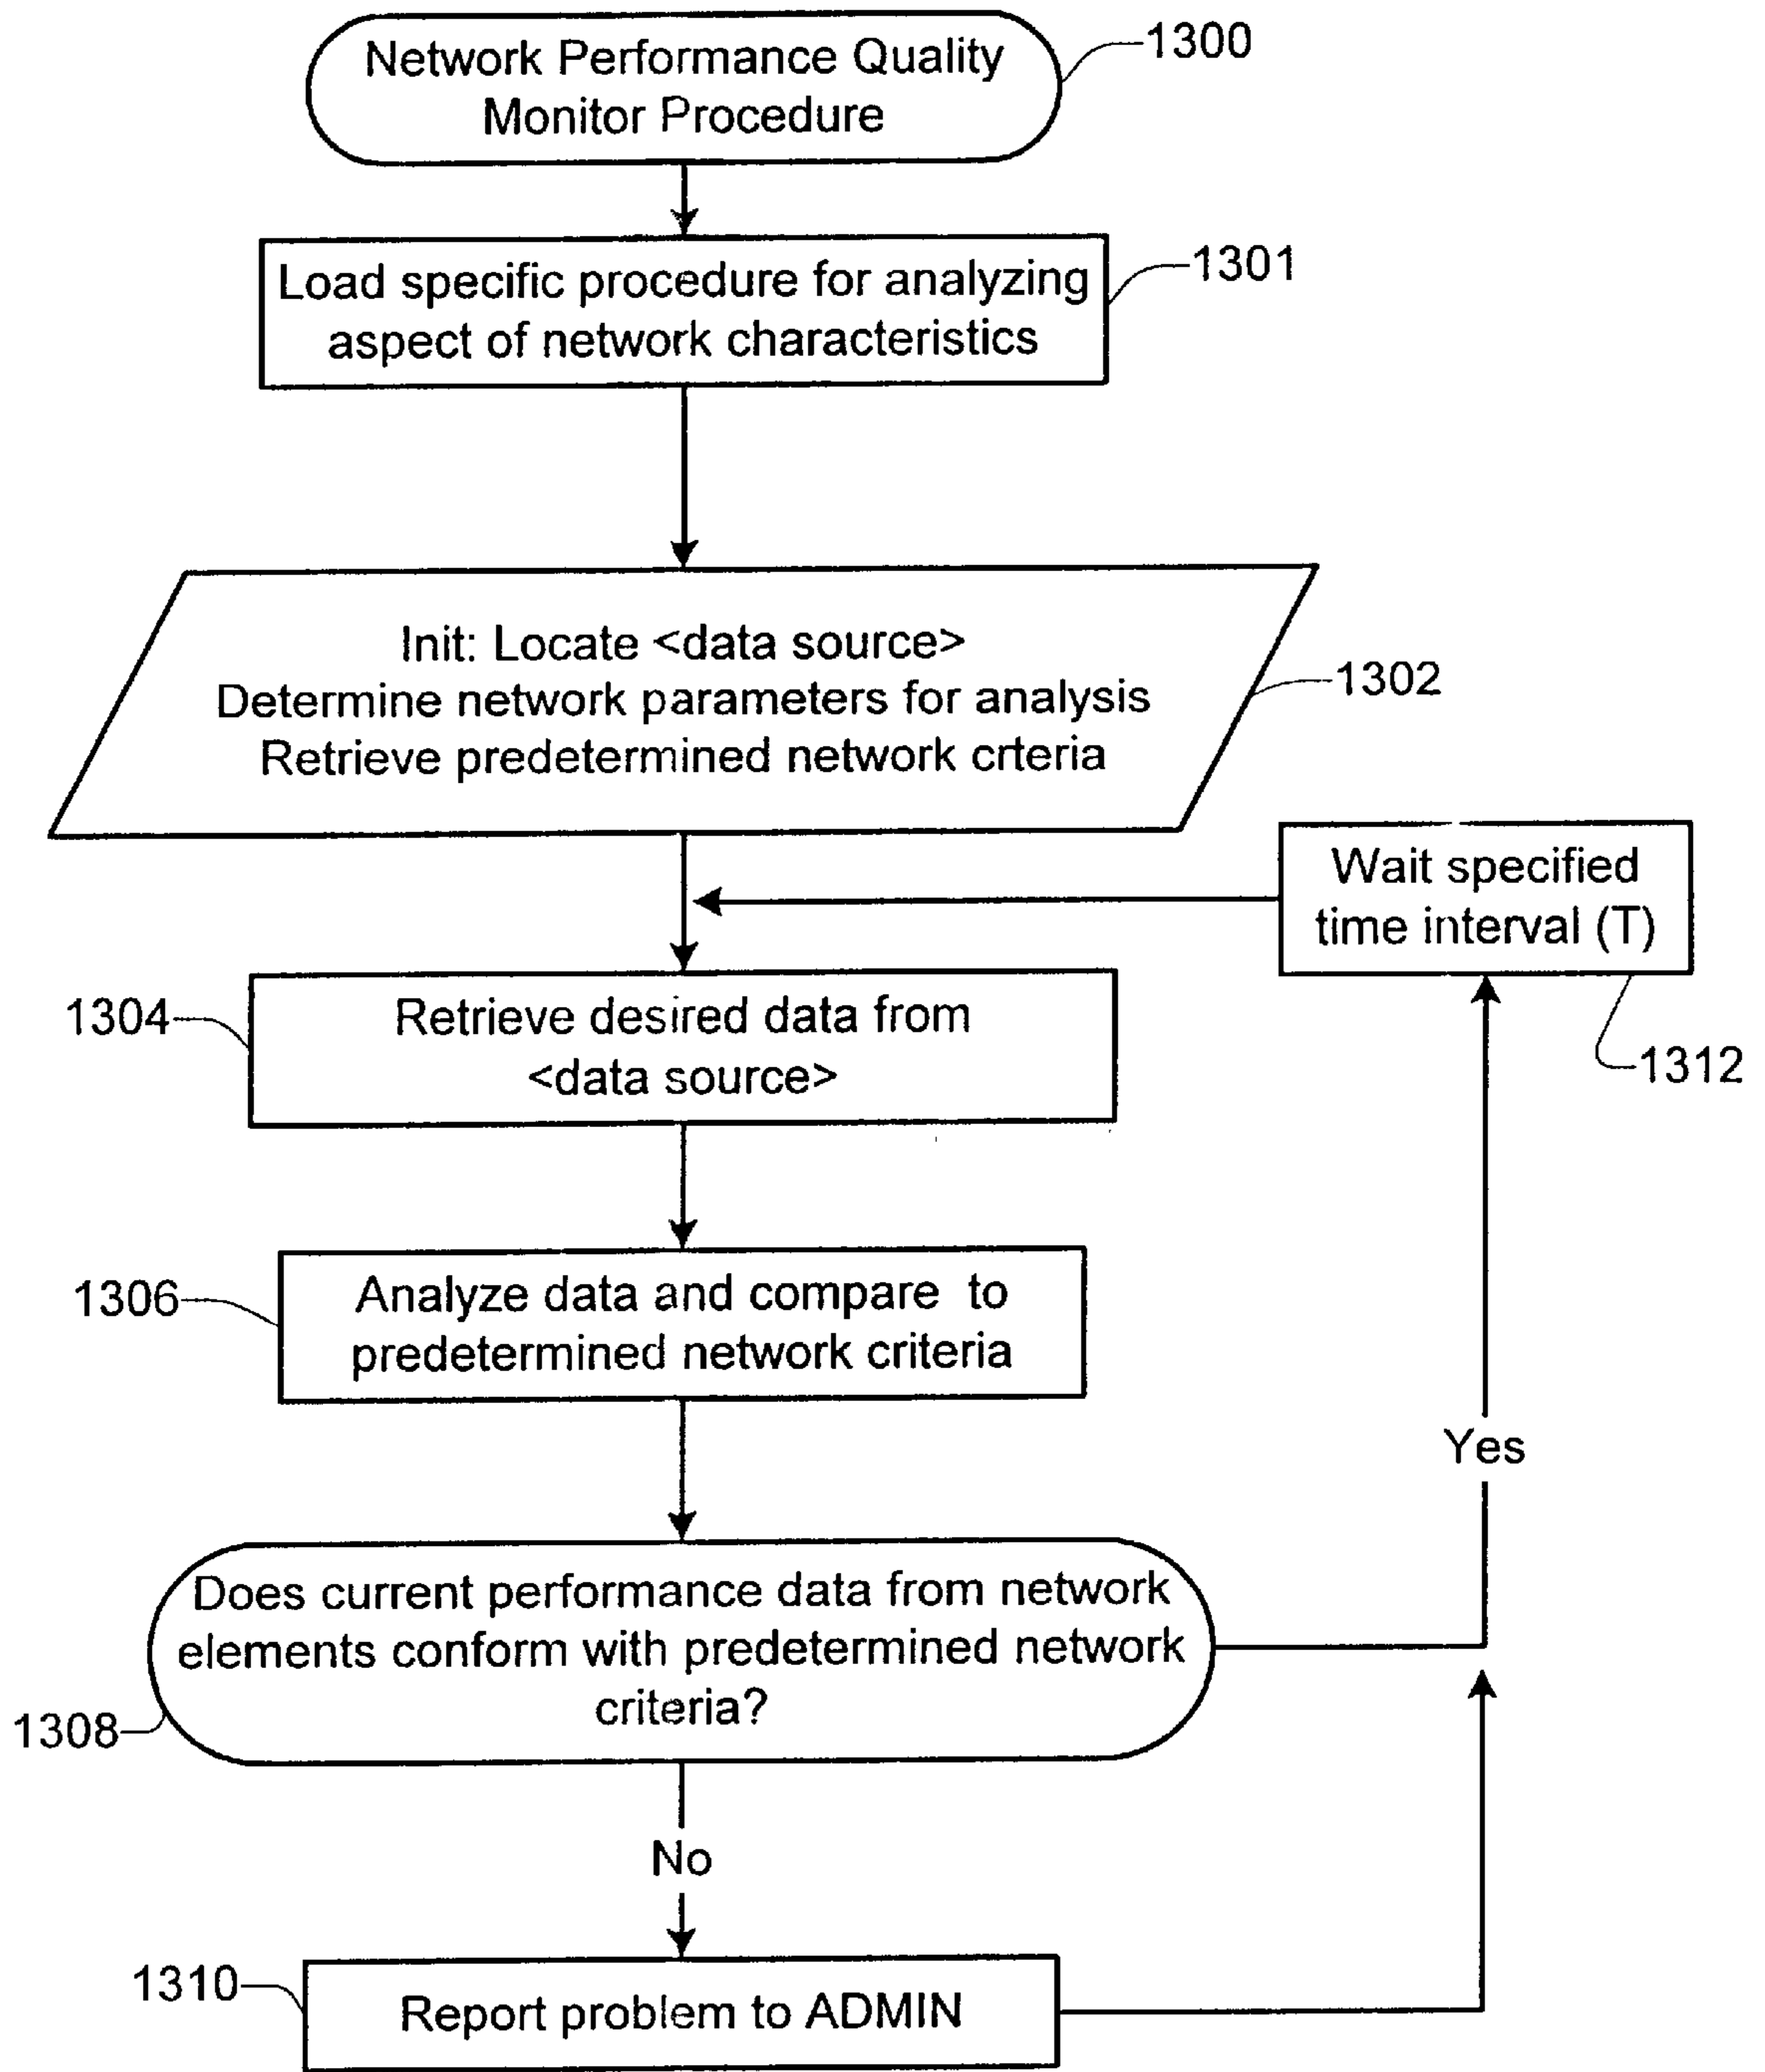 Network Performance Quality
Monitor Procedure
1300
Load specific procedure for analyzing
aspect of network characteristics
1301
Init: Locate <data source>
Determine network parameters for analysis
Retrieve predetermined network crteria
1302
Wait specified
time interval (T)
1312
Retrieve desired data from
<data source>
1304
Analyze data and compare to
predetermined network criteria
1306
Yes
Does current performance data from network
elements conform with predetermined network
criteria?
1308
No
Report problem to ADMIN
1310